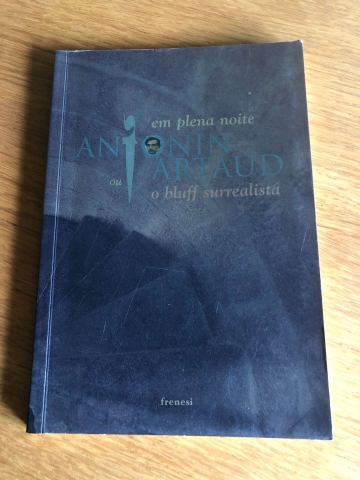 em plena noite
ANTONIN
ou ARTAUD
o bluff surrealista
frenesi